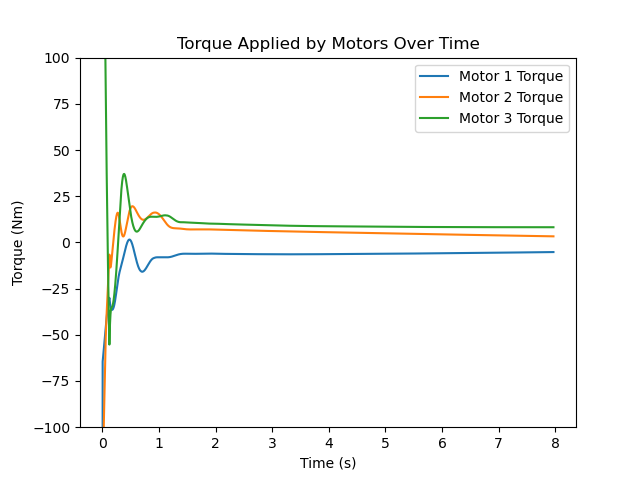 Torque Applied by Motors Over Time
Motor 1 Torque
Motor 2 Torque
Motor 3 Torque
100
75
50
25
0
−25
−50
−75
−100
Torque (Nm)
0 1 2 3 4 5 6 7 8
Time (s)